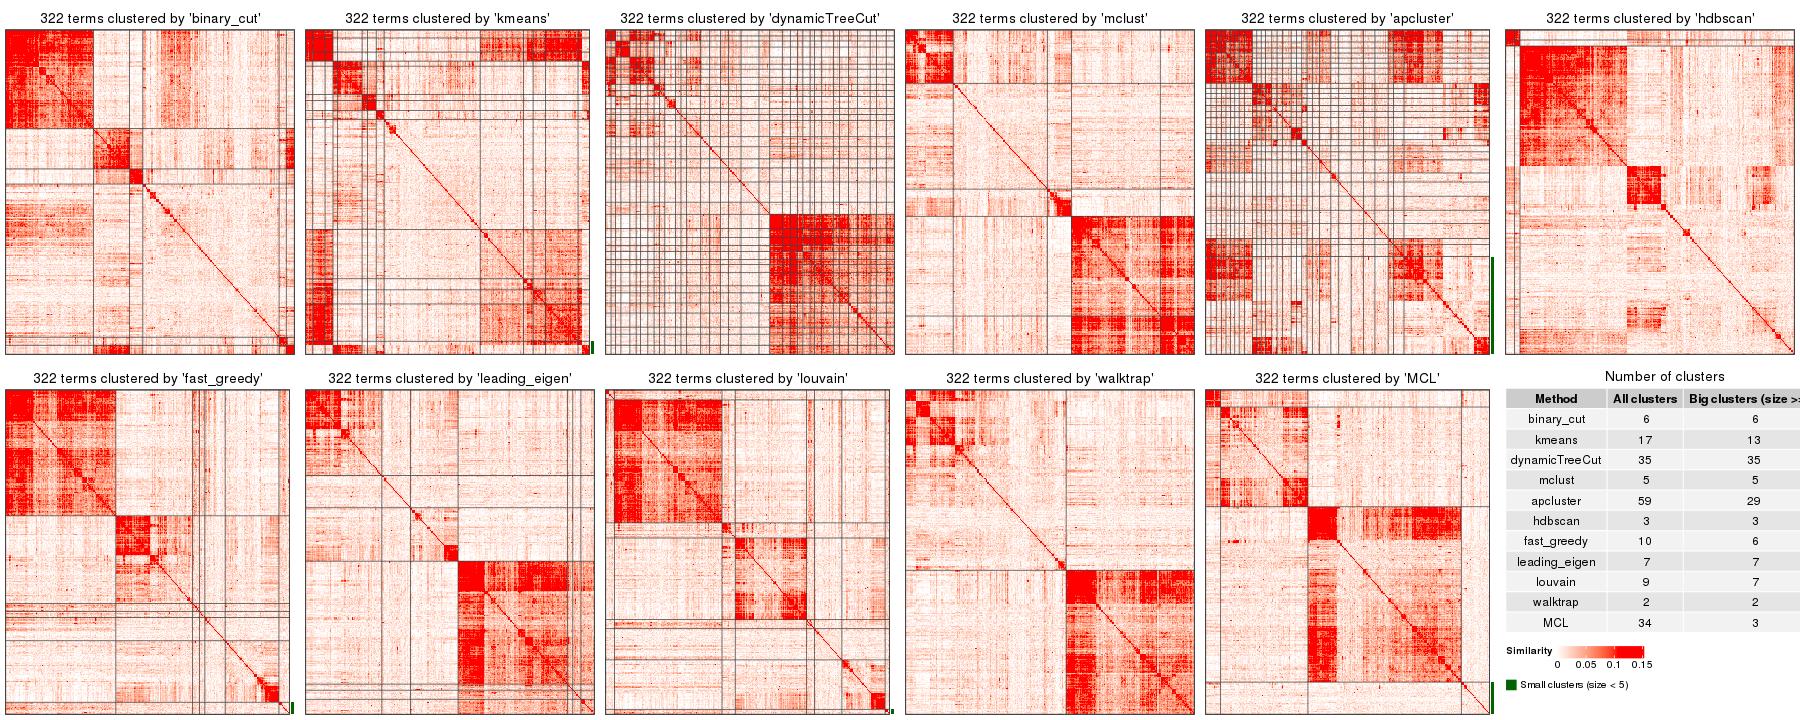 322 terms clustered by 'binary_cut'
322 terms clustered by 'kmeans'
322 terms clustered by 'dynamicTreeCut'
322 terms clustered by 'mclust'
322 terms clustered by 'apcluster'
322 terms clustered by 'hdbscan'
322 terms clustered by 'fast_greedy'
322 terms clustered by 'leading_eigen'
322 terms clustered by 'louvain'
322 terms clustered by 'walktrap'
322 terms clustered by 'MCL'
Number of clusters
Method All clusters Big clusters (size >=
binary_cut 6 6
kmeans 17 13
dynamicTreeCut 35 35
mclust 5 5
apcluster 59 29
hdbscan 3 3
fast_greedy 10 6
leading_eigen 7 7
louvain 9 7
walktrap 2 2
MCL 34 3
Similarity
0 0.05 0.1 0.15
Small clusters (size < 5)